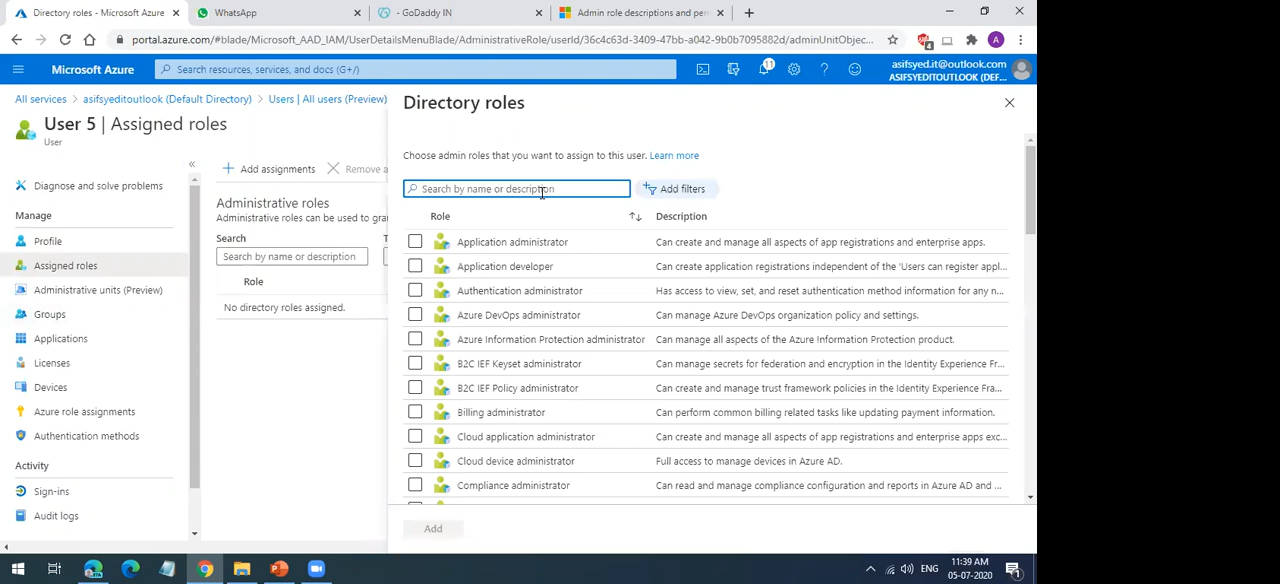 Directory roles - Microsoft Azure
WhatsApp
- GoDaddy IN
Admin role descriptions and per
portal.azure.com/#blade/Microsoft_AAD_IAM/UserDetailsMenuBlade/AdministrativeRole/userId/36c4c63d-3409-47bb-a042-9b0b7095882d/adminUnitObjec...
4
A
Microsoft Azure
Search resources, services, and docs (G+/)
11
asifsyed.it@outlook.com
ASIFSYEDITOUTLOOK (DEF...
All services
asifsyeditoutlook (Default Directory)
Users | All users (Preview)
User 5 | Assigned roles
User
Diagnose and solve problems
Manage
Profile
Assigned roles
Administrative units (Preview)
Groups
Applications
Licenses
Devices
Azure role assignments
Authentication methods
Activity
Sign-ins
Audit logs
Add assignments
Remove a
Administrative roles
Administrative roles can be used to gra
Search
T
Search by name or description
Role
No directory roles assigned.
Directory roles
Choose admin roles that you want to assign to this user. Learn more
Search by name or description
Add filters
Role
Description
Application administrator
Can create and manage all aspects of app registrations and enterprise apps.
Application developer
Can create application registrations independent of the 'Users can register appl...
Authentication administrator
Has access to view, set, and reset authentication method information for any n...
Azure DevOps administrator
Can manage Azure DevOps organization policy and settings.
Azure Information Protection administrator
Can manage all aspects of the Azure Information Protection product.
B2C IEF Keyset administrator
Can manage secrets for federation and encryption in the Identity Experience Fr...
B2C IEF Policy administrator
Can create and manage trust framework policies in the Identity Experience Fra...
Billing administrator
Can perform common billing related tasks like updating payment information.
Cloud application administrator
Can create and manage all aspects of app registrations and enterprise apps exc...
Cloud device administrator
Full access to manage devices in Azure AD.
Compliance administrator
Can read and manage compliance configuration and reports in Azure AD and ...
Add
ENG
11:39 AM
05-07-2020
1